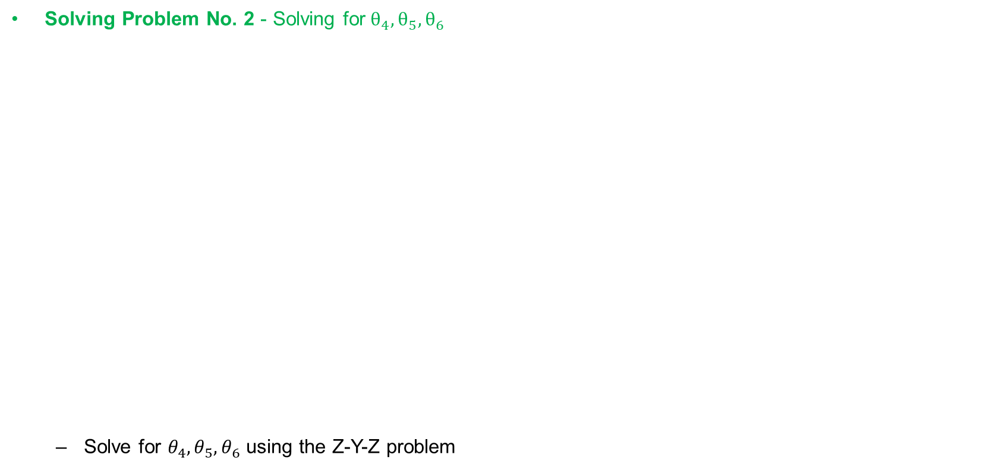 • Solving Problem No. 2 - Solving for θ₄, θ₅, θ₆
– Solve for θ₄, θ₅, θ₆ using the Z-Y-Z problem